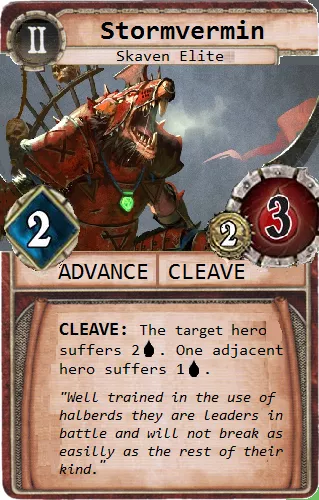 II
Stormvermin
Skaven Elite
2
2
3
ADVANCE CLEAVE
CLEAVE: The target hero
suffers 2. One adjacent
hero suffers 1.
"Well trained in the use of
halberds they are leaders in
battle and will not break as
easilly as the rest of their
kind."